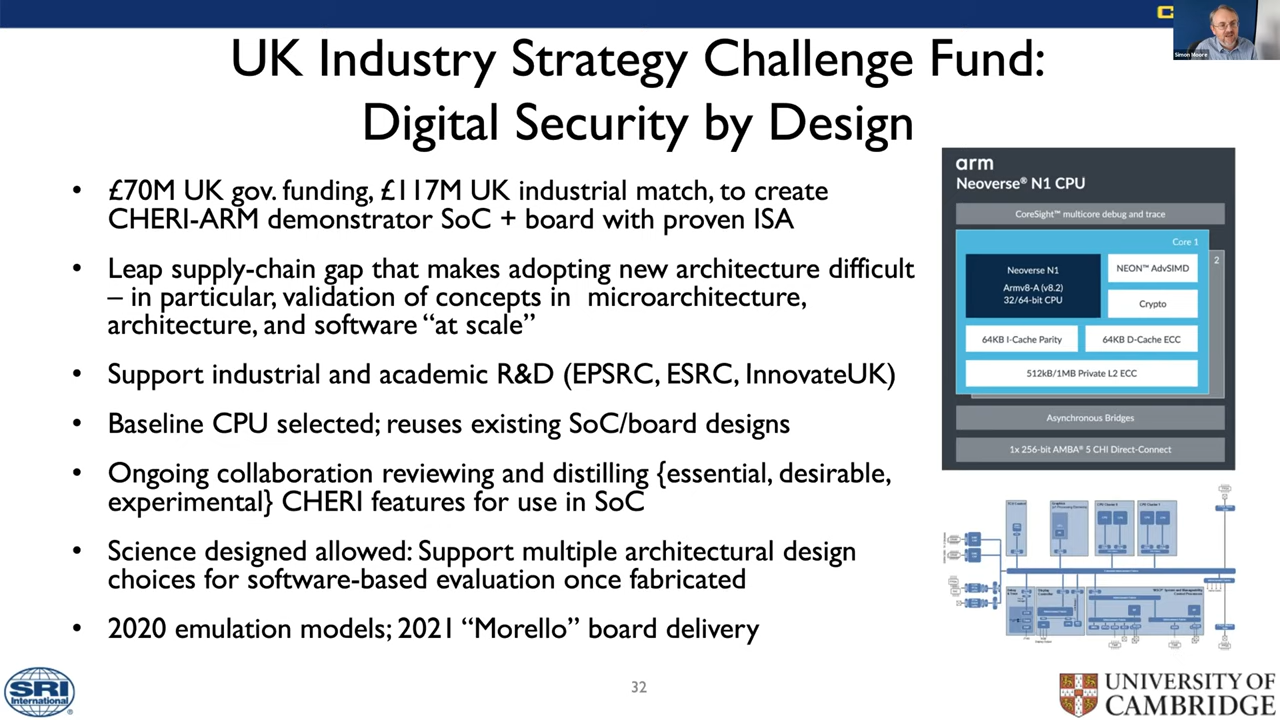 Simon Moore
UK Industry Strategy Challenge Fund:
Digital Security by Design
• £70M UK gov. funding, £117M UK industrial match, to create
CHERI-ARM demonstrator SoC + board with proven ISA
• Leap supply-chain gap that makes adopting new architecture difficult
– in particular, validation of concepts in microarchitecture,
architecture, and software “at scale”
• Support industrial and academic R&D (EPSRC, ESRC, InnovateUK)
• Baseline CPU selected; reuses existing SoC/board designs
• Ongoing collaboration reviewing and distilling {essential, desirable,
experimental} CHERI features for use in SoC
• Science designed allowed: Support multiple architectural design
choices for software-based evaluation once fabricated
• 2020 emulation models; 2021 “Morello” board delivery
arm
Neoverse® N1 CPU
CoreSight™ multicore debug and trace
Core 1
2
Neoverse N1
Armv8-A (v8.2)
32/64-bit CPU
NEON™ AdvSIMD
Crypto
64KB I-Cache Parity
64KB D-Cache ECC
512kB/1MB Private L2 ECC
Asynchronous Bridges
1x 256-bit AMBA® 5 CHI Direct-Connect
SRI
International®
32
UNIVERSITY OF
CAMBRIDGE